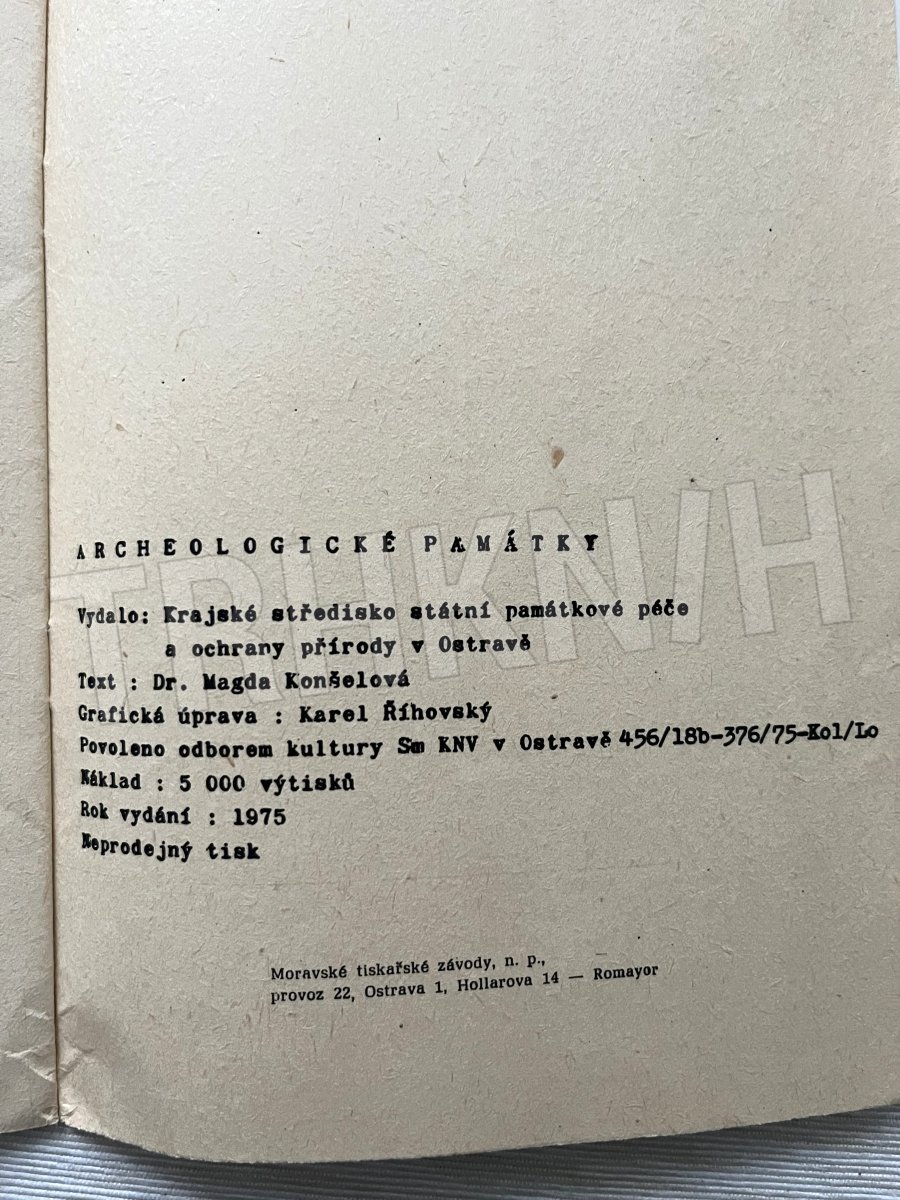 ARCHEOLOGICKÉ PAMÁTKY
Vydalo: Krajské středisko státní památkové péče
a ochrany přírody v Ostravě
Text : Dr. Magda Konšelová
Grafická úprava : Karel Říhovský
Povoleno odborem kultury Sm KNV v Ostravě 456/18b-376/75-Kol/Lo
Náklad : 5 000 výtisků
Rok vydání : 1975
Neprodejný tisk
Moravské tiskařské závody, n. p.,
provoz 22, Ostrava 1, Hollarova 14 — Romayor
TRHKNIH